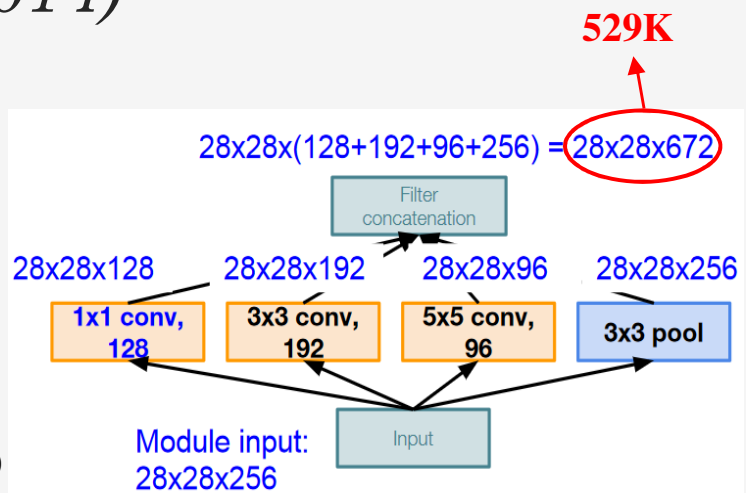 529K
28x28x(128+192+96+256) = 28x28x672
Filter
concatenation
28x28x128
28x28x192
28x28x96
28x28x256
1x1 conv,
128
3x3 conv,
192
5x5 conv,
96
3x3 pool
Input
Module input:
28x28x256